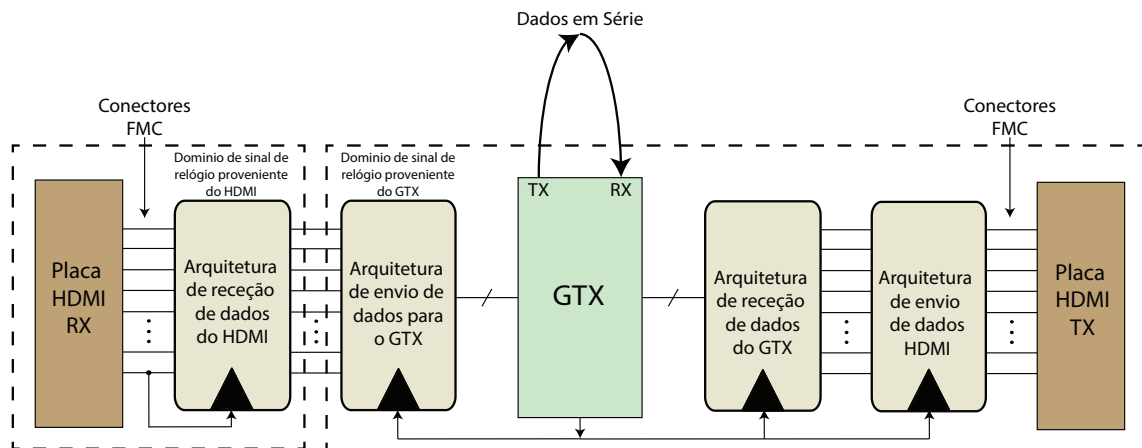 Dados em Série
Conectores
FMC
Conectores
FMC
Dominio de sinal de
relógio proveniente
do HDMI
Dominio de sinal de
relógio proveniente
do GTX
TX
RX
Placa
HDMI
RX
Arquitetura
de receção
de dados
do HDMI
Arquitetura
de envio de
dados para
o GTX
GTX
Arquitetura
de receção
de dados
do GTX
Arquitetura
de envio
de dados
HDMI
Placa
HDMI
TX